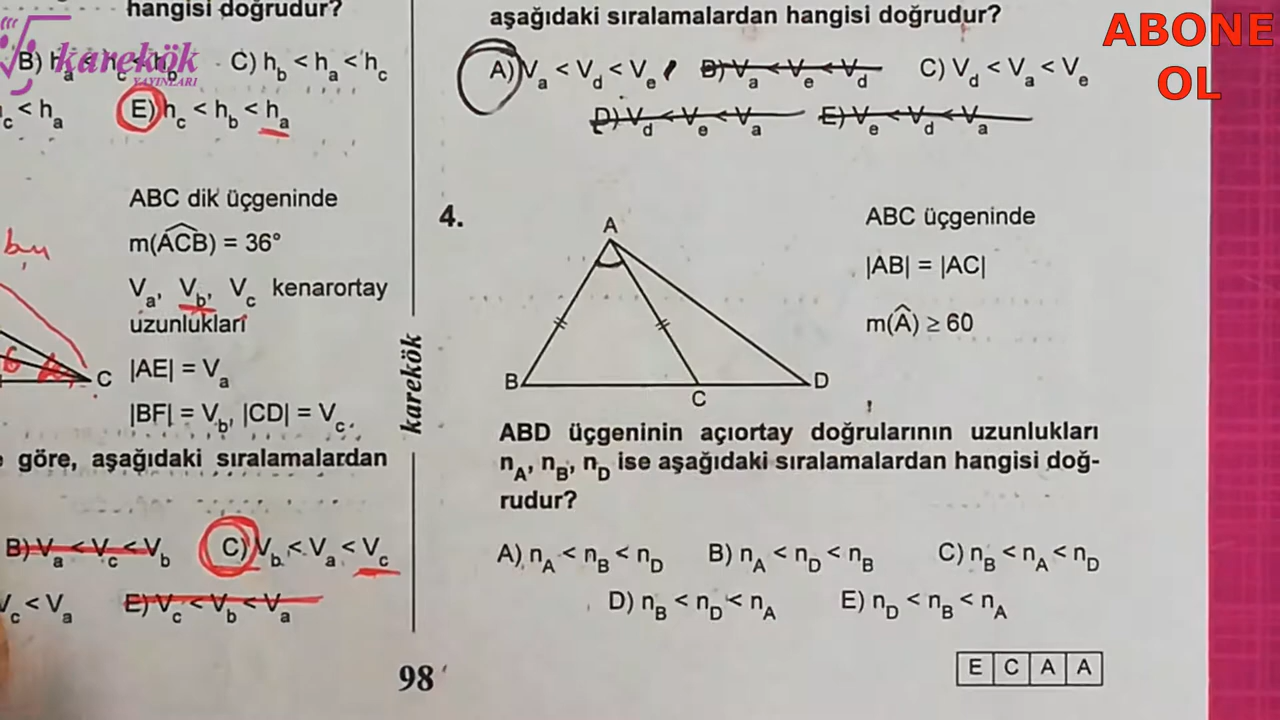 hangisi doğrudur?
karekök
YAYINLARI
C) h_b < h_a < h_c
_c < h_a
E) h_c < h_b < h_a
ABC dik üçgeninde
m(ACB) = 36°
V_a, V_b, V_c kenarortay
uzunlukları
|AE| = V_a
|BF| = V_b, |CD| = V_c.
C
göre, aşağıdaki sıralamalardan
B) V_a < V_c < V_b
C) V_b < V_a < V_c
V_c < V_a
E) V_c < V_b < V_a
karekök
98
aşağıdaki sıralamalardan hangisi doğrudur?
A) V_a < V_d < V_e
B) V_a < V_e < V_d
C) V_d < V_a < V_e
D) V_d < V_e < V_a
E) V_e < V_d < V_a
4.
A
B
C
D
ABC üçgeninde
|AB| = |AC|
m(Â) ≥ 60
ABD üçgeninin açıortay doğrularının uzunlukları
n_A, n_B, n_D ise aşağıdaki sıralamalardan hangisi doğ-
rudur?
A) n_A < n_B < n_D
B) n_A < n_D < n_B
C) n_B < n_A < n_D
D) n_B < n_D < n_A
E) n_D < n_B < n_A
E C A A
ABONE
OL